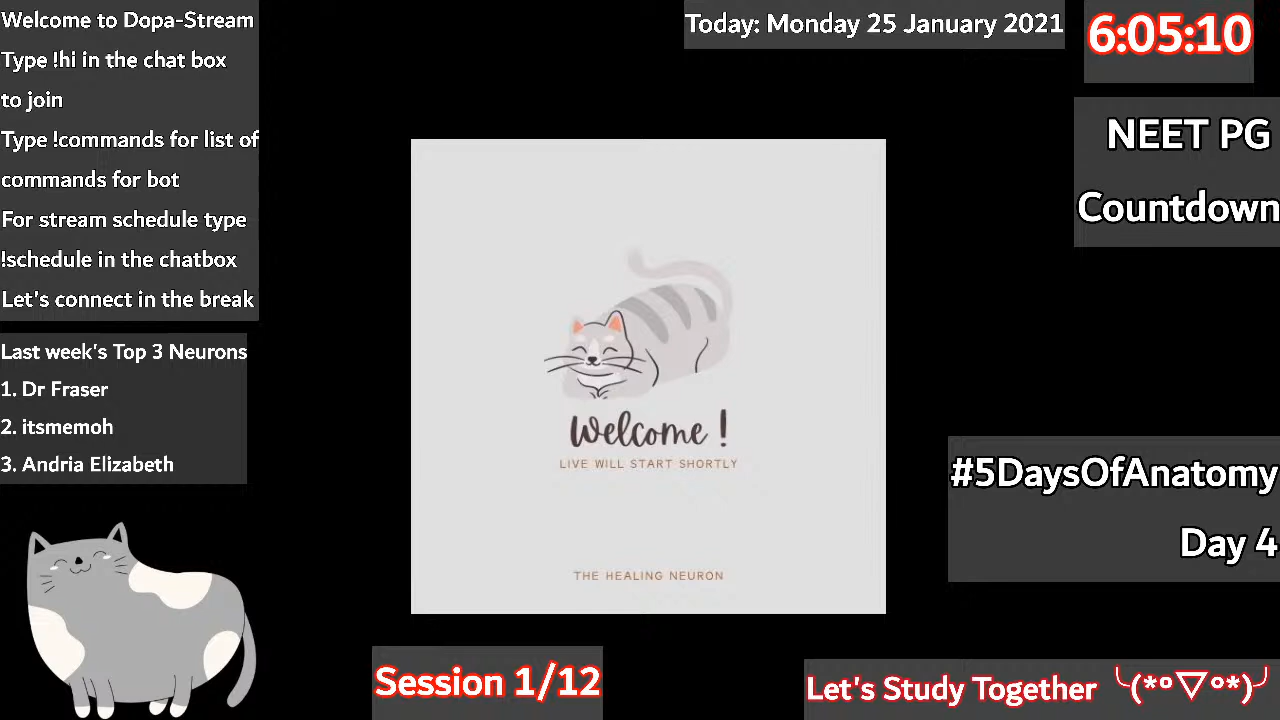 Welcome to Dopa-Stream
Type !hi in the chat box
to join
Type !commands for list of
commands for bot
For stream schedule type
!schedule in the chatbox
Let's connect in the break
Last week's Top 3 Neurons
1. Dr Fraser
2. itsmemoh
3. Andria Elizabeth
Today: Monday 25 January 2021
6:05:10
NEET PG
Countdown
Welcome !
LIVE WILL START SHORTLY
THE HEALING NEURON
#5DaysOfAnatomy
Day 4
Session 1/12
Let's Study Together ╰(*°▽°*)╯